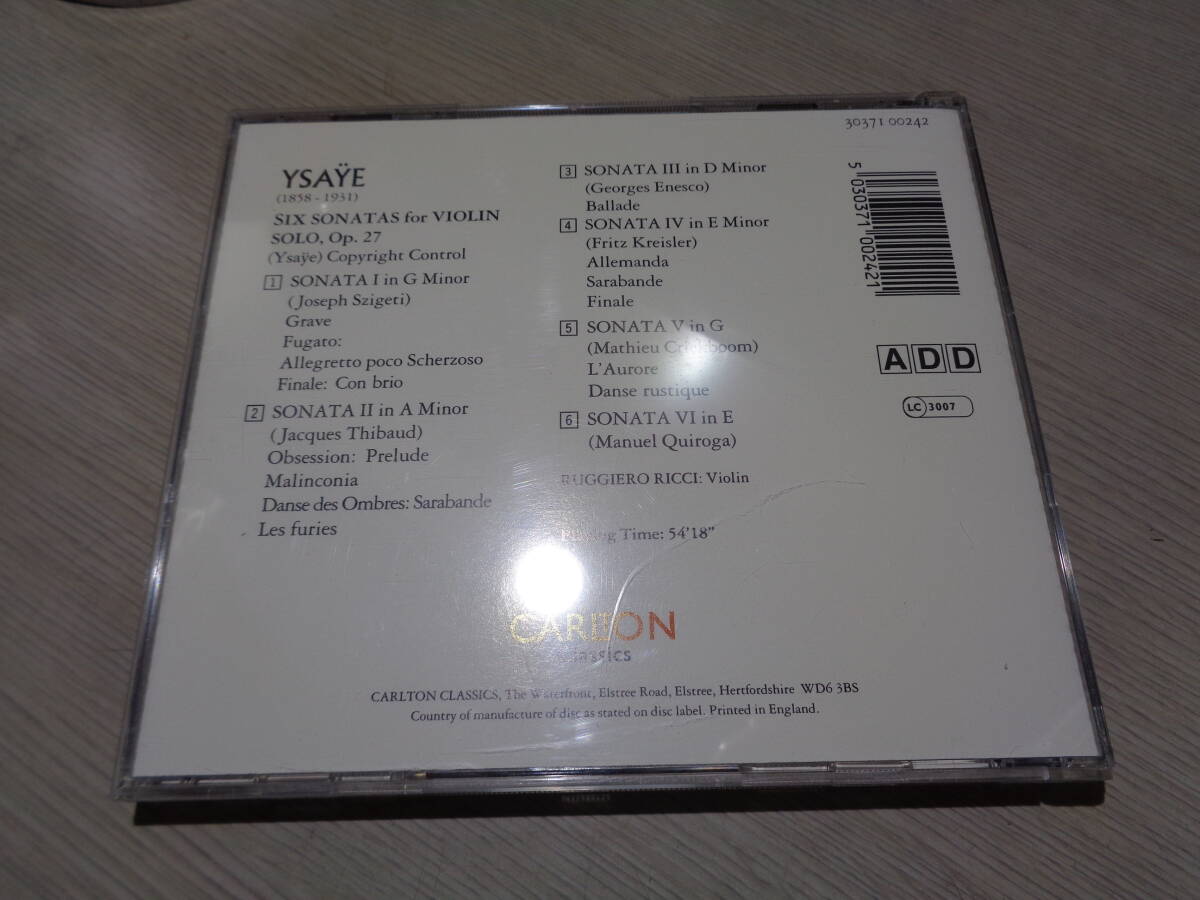 30371 00242
YSAŸE
(1858 - 1931)
SIX SONATAS for VIOLIN
SOLO, Op. 27
(Ysaÿe) Copyright Control
1 SONATA I in G Minor
(Joseph Szigeti)
Grave
Fugato:
Allegretto poco Scherzoso
Finale: Con brio
2 SONATA II in A Minor
(Jacques Thibaud)
Obsession: Prelude
Malinconia
Danse des Ombres: Sarabande
Les furies
3 SONATA III in D Minor
(Georges Enesco)
Ballade
4 SONATA IV in E Minor
(Fritz Kreisler)
Allemanda
Sarabande
Finale
5 SONATA V in G
(Mathieu
L'Aurore
Danse rustique
6 SONATA VI in E
(Manuel Quiroga)
RUGGIERO RICCI: Violin
Time: 54'18"
5 030371 002421
ADD
LC 3007
CARLTON
CLASSICS
CARLTON CLASSICS, The Waterfront, Elstree Road, Elstree, Hertfordshire WD6 3BS
Country of manufacture of disc as stated on disc label. Printed in England.